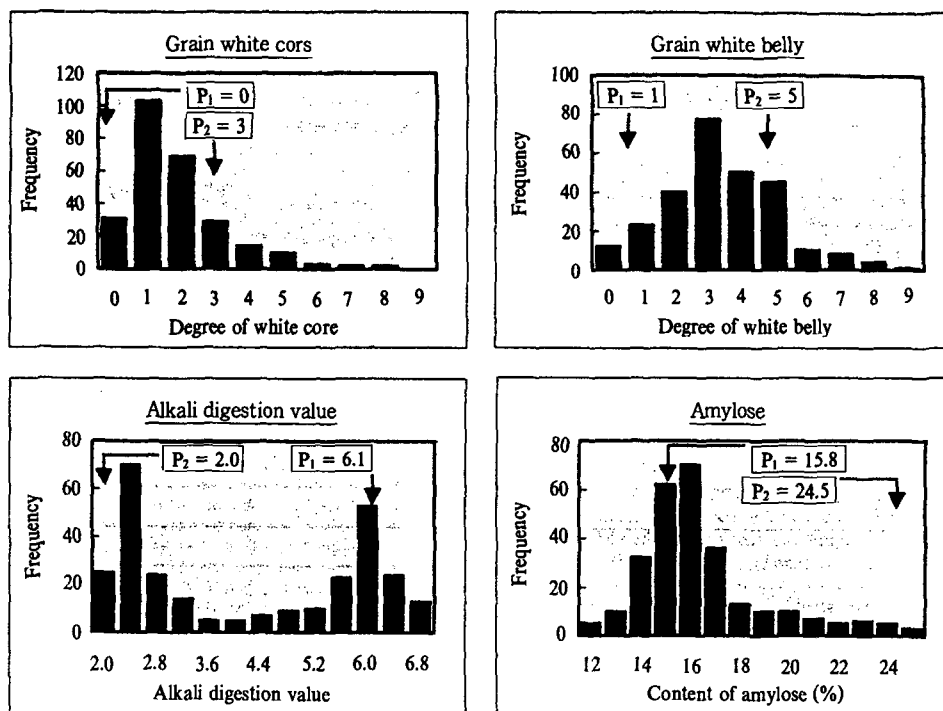 Grain white cors
120
100
80
60
40
20
0
Frequency
P₁ = 0
P₂ = 3
0 1 2 3 4 5 6 7 8 9
Degree of white core
Grain white belly
100
80
60
40
20
0
Frequency
P₁ = 1
P₂ = 5
0 1 2 3 4 5 6 7 8 9
Degree of white belly
Alkali digestion value
80
60
40
20
0
Frequency
P₂ = 2.0
P₁ = 6.1
2.0 2.8 3.6 4.4 5.2 6.0 6.8
Alkali digestion value
Amylose
80
60
40
20
0
Frequency
P₁ = 15.8
P₂ = 24.5
12 14 16 18 20 22 24
Content of amylose (%)